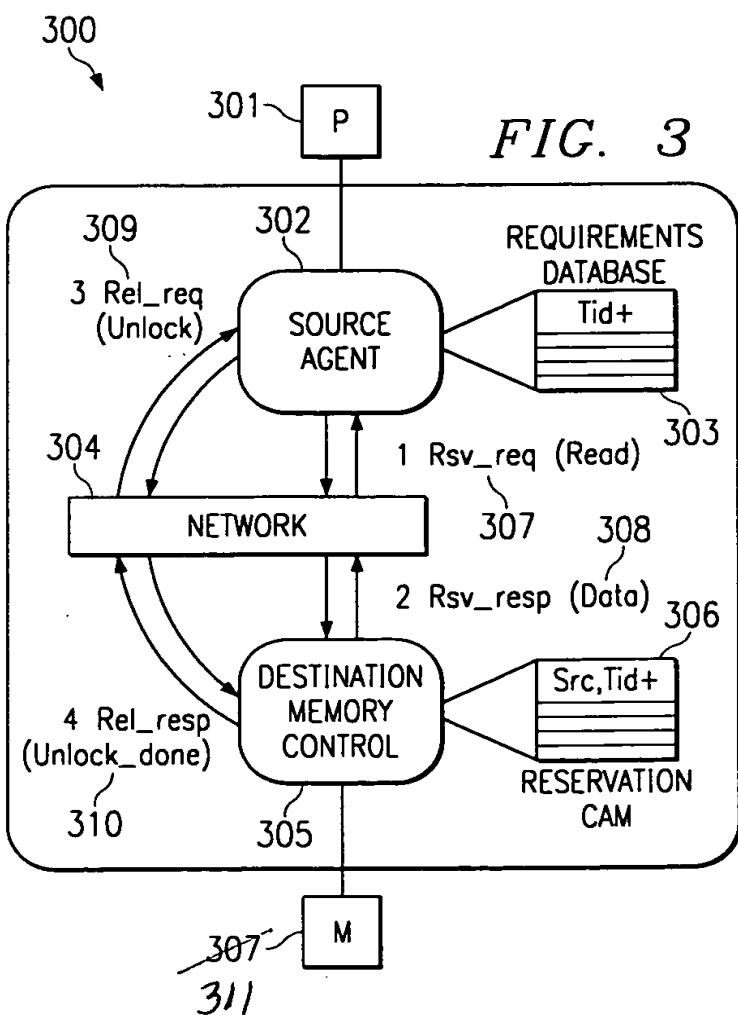 300
301
P
FIG. 3
309
3 Rel_req
(Unlock)
302
SOURCE
AGENT
REQUIREMENTS
DATABASE
Tid+
303
304
NETWORK
1 Rsv_req (Read)
307
308
2 Rsv_resp (Data)
306
DESTINATION
MEMORY
CONTROL
305
Src,Tid+
RESERVATION
CAM
4 Rel_resp
(Unlock_done)
310
307
M
311